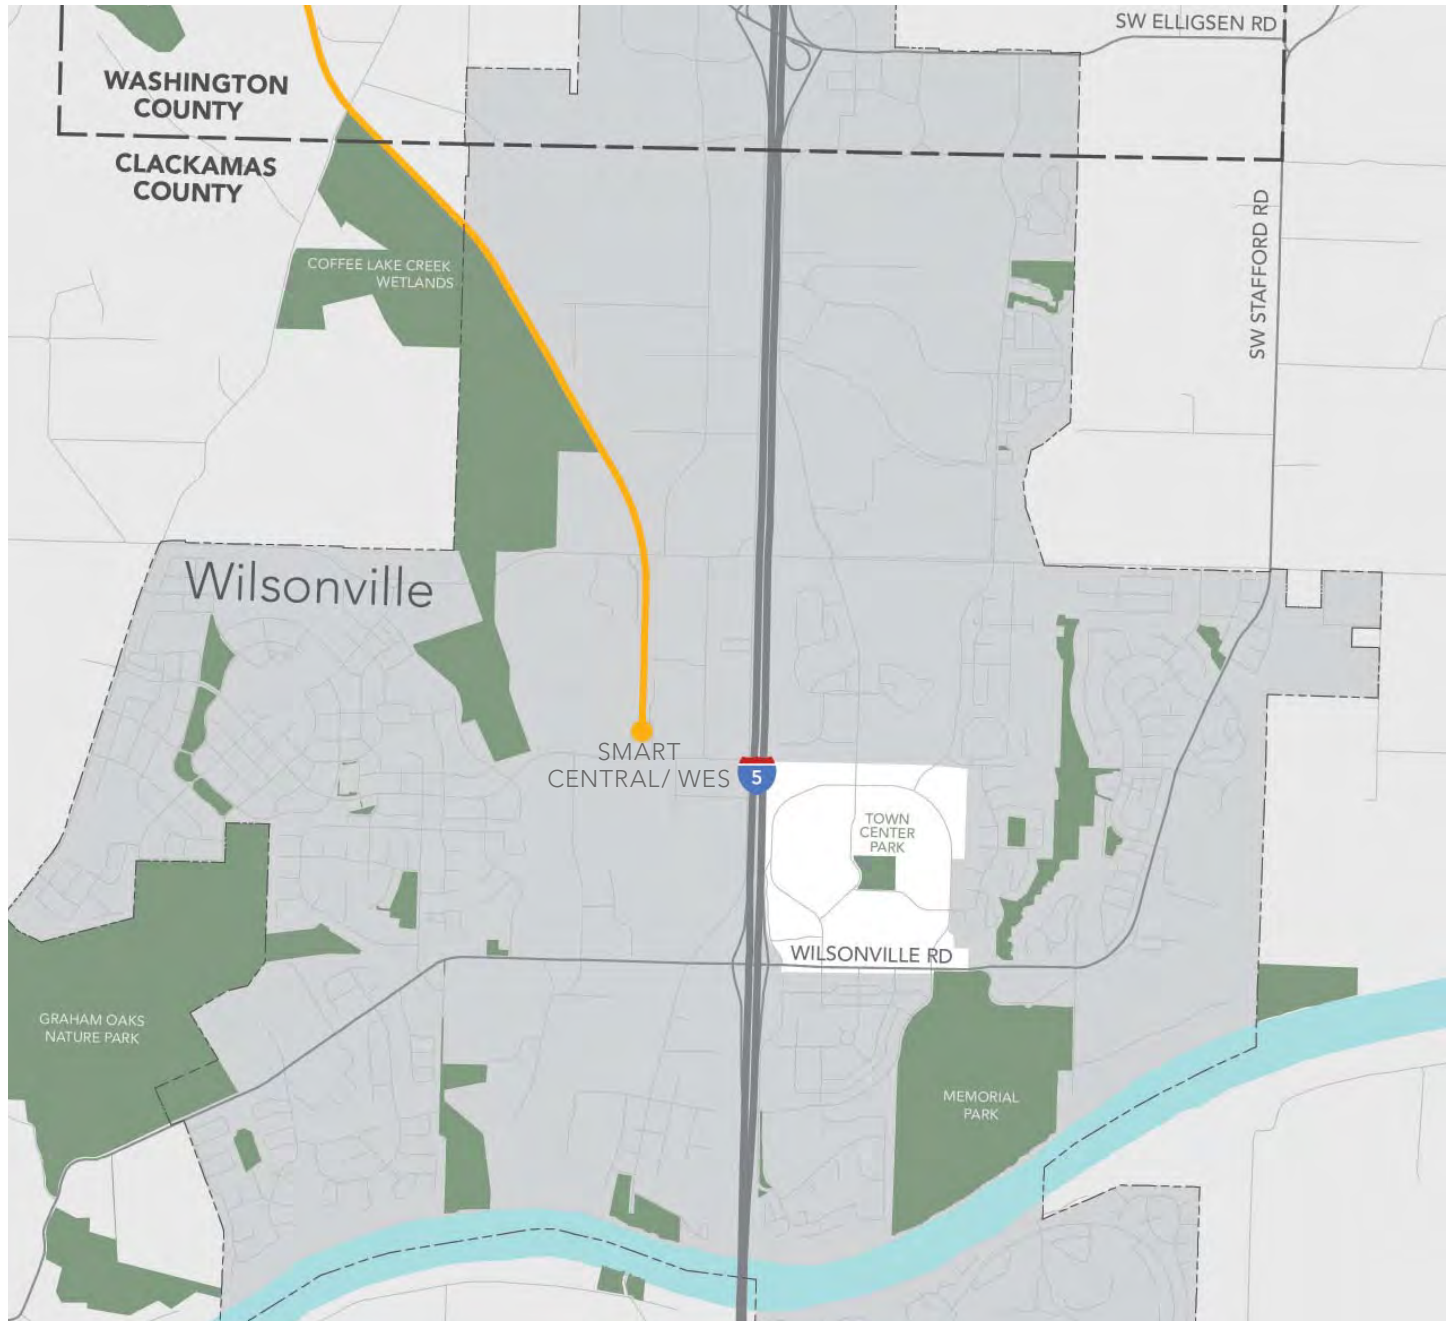 SW ELLIGSEN RD
WASHINGTON
COUNTY
CLACKAMAS
COUNTY
SW STAFFORD RD
COFFEE LAKE CREEK
WETLANDS
Wilsonville
SMART
CENTRAL/ WES
5
TOWN
CENTER
PARK
WILSONVILLE RD
GRAHAM OAKS
NATURE PARK
MEMORIAL
PARK